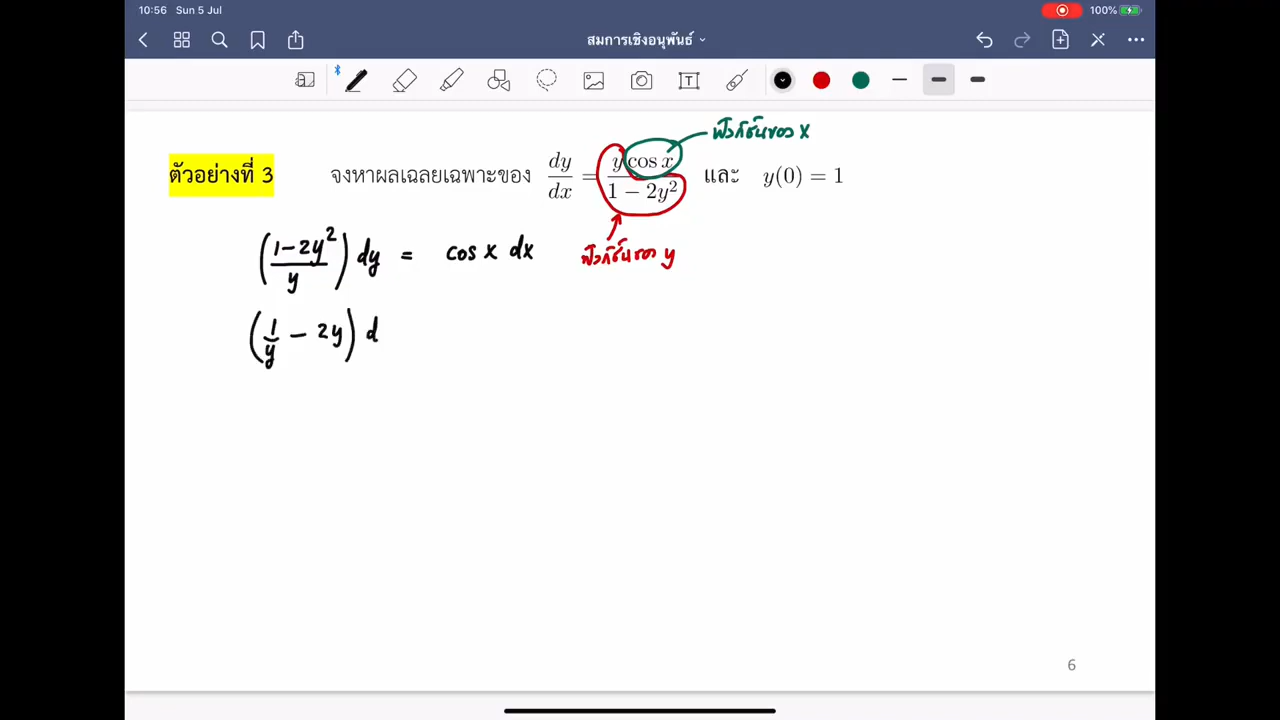 10:56 Sun 5 Jul 100%
สมการเชิงอนุพันธ์
ฟังก์ชันของ x
ตัวอย่างที่ 3 จงหาผลเฉลยเฉพาะของ dy/dx = y cos x / (1 − 2y²) และ y(0) = 1
((1−2y²)/y) dy = cos x dx
ฟังก์ชันของ y
(1/y − 2y) d
6